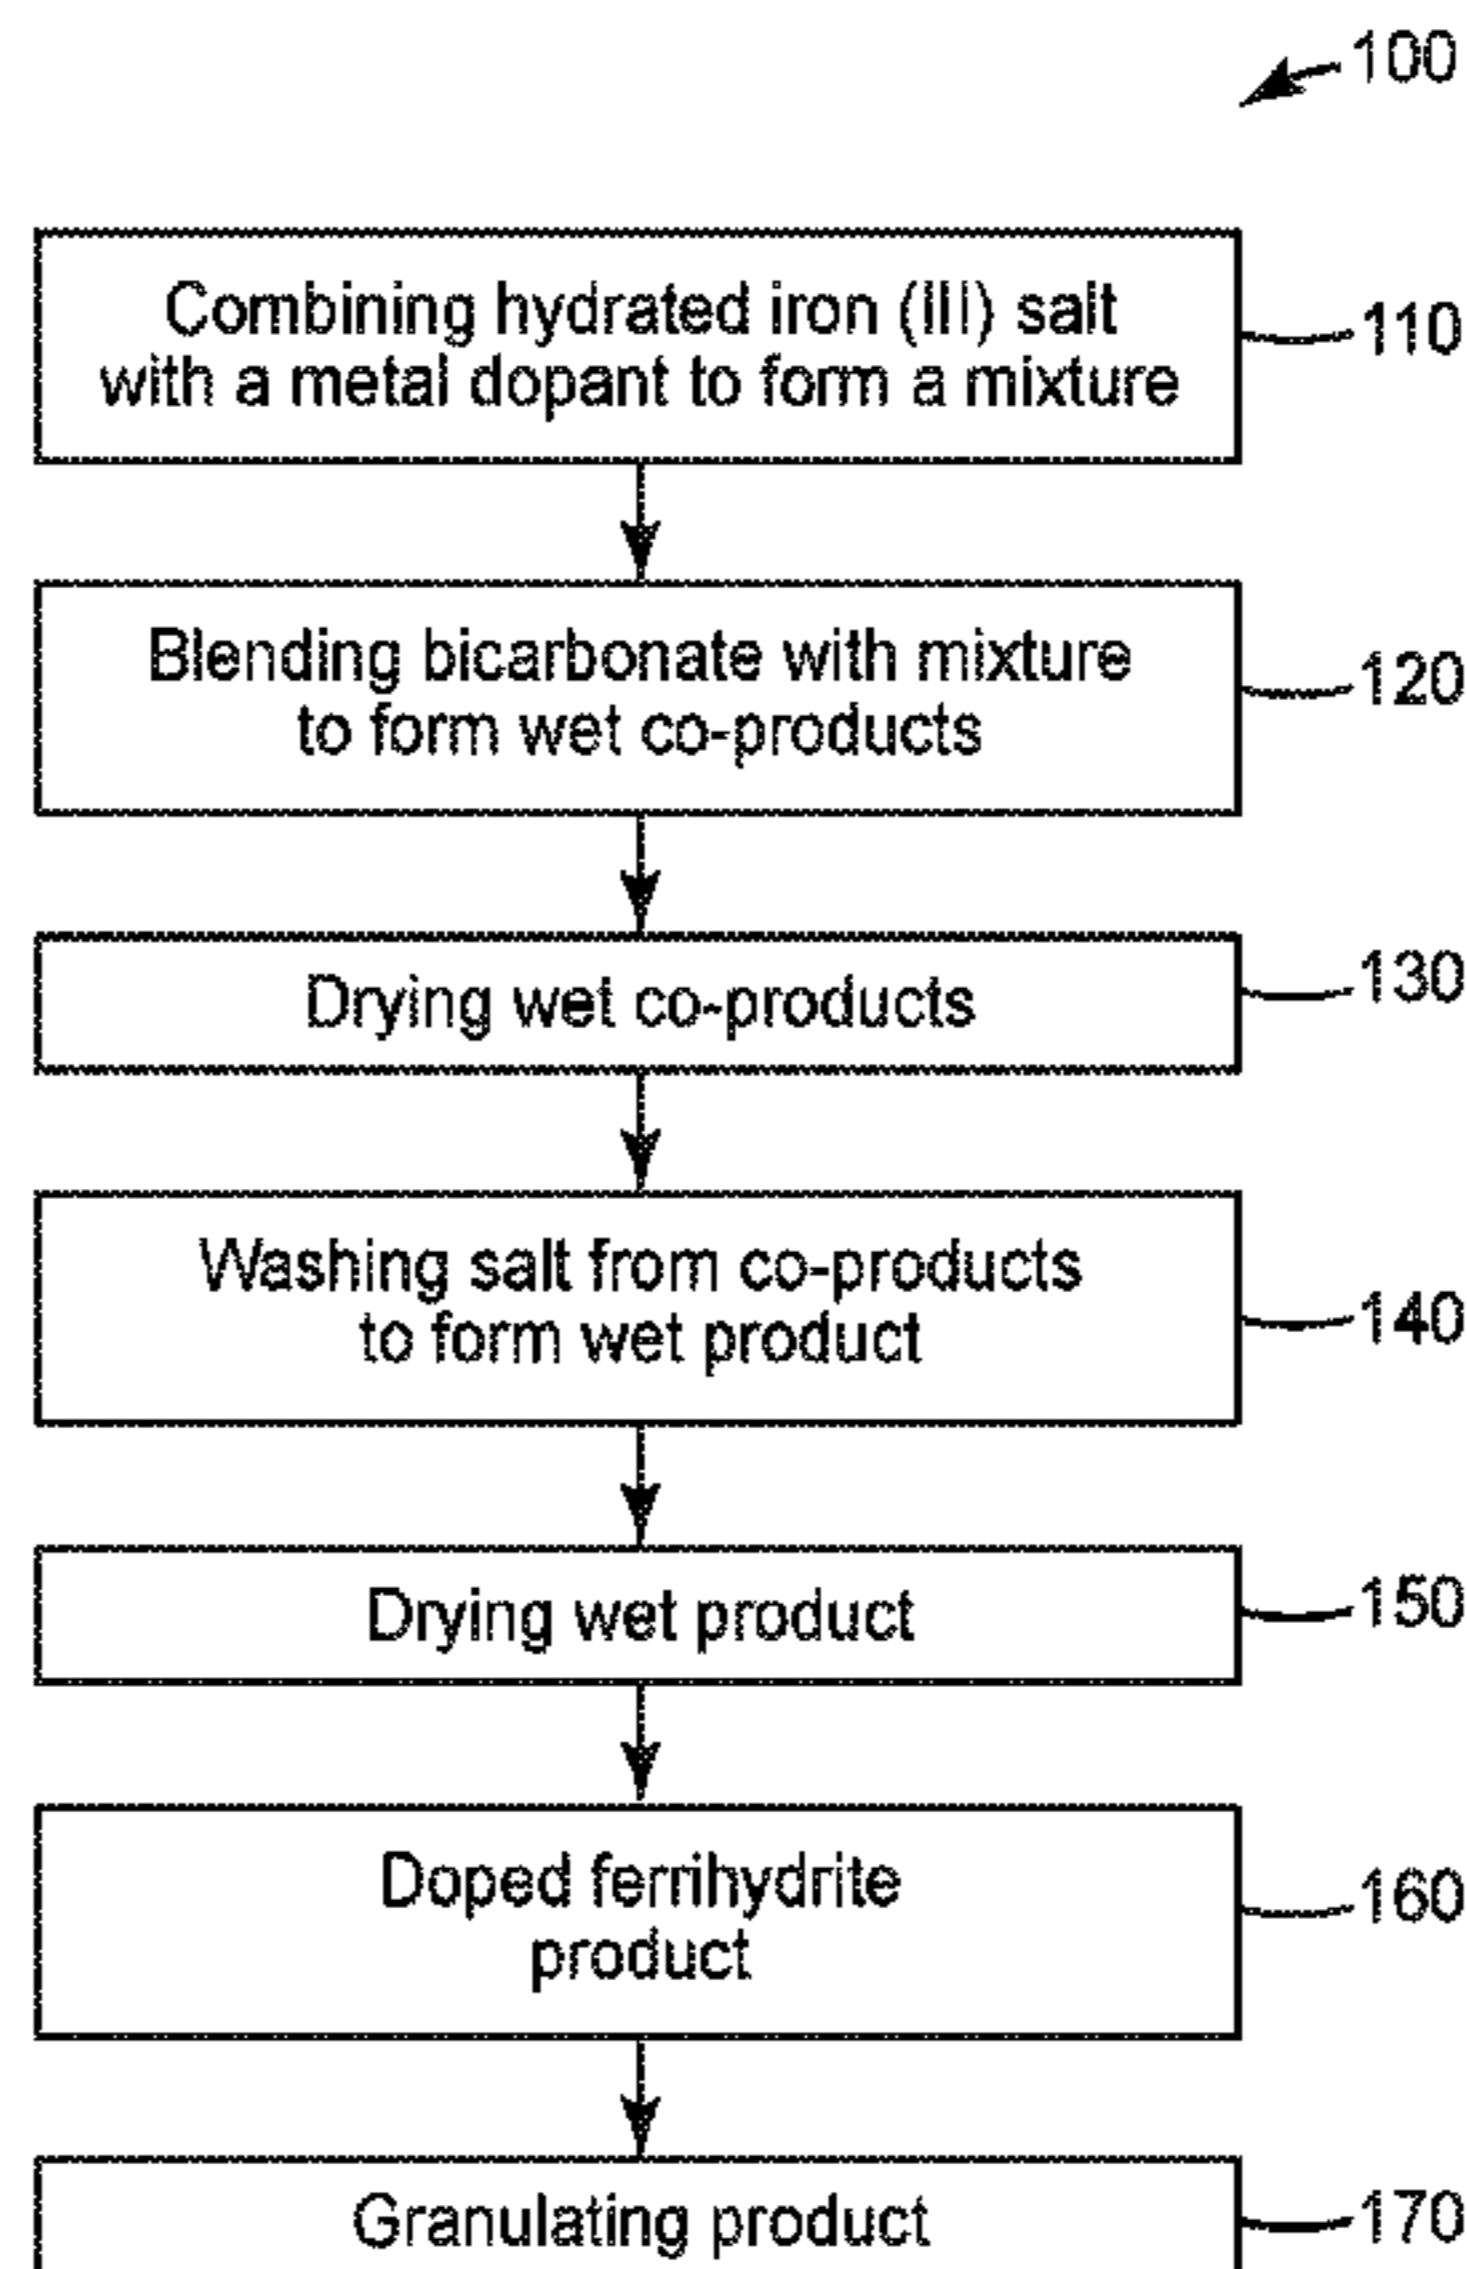 100
Combining hydrated iron (III) salt
with a metal dopant to form a mixture
110
Blending bicarbonate with mixture
to form wet co-products
120
Drying wet co-products
130
Washing salt from co-products
to form wet product
140
Drying wet product
150
Doped ferrihydrite
product
160
Granulating product
170